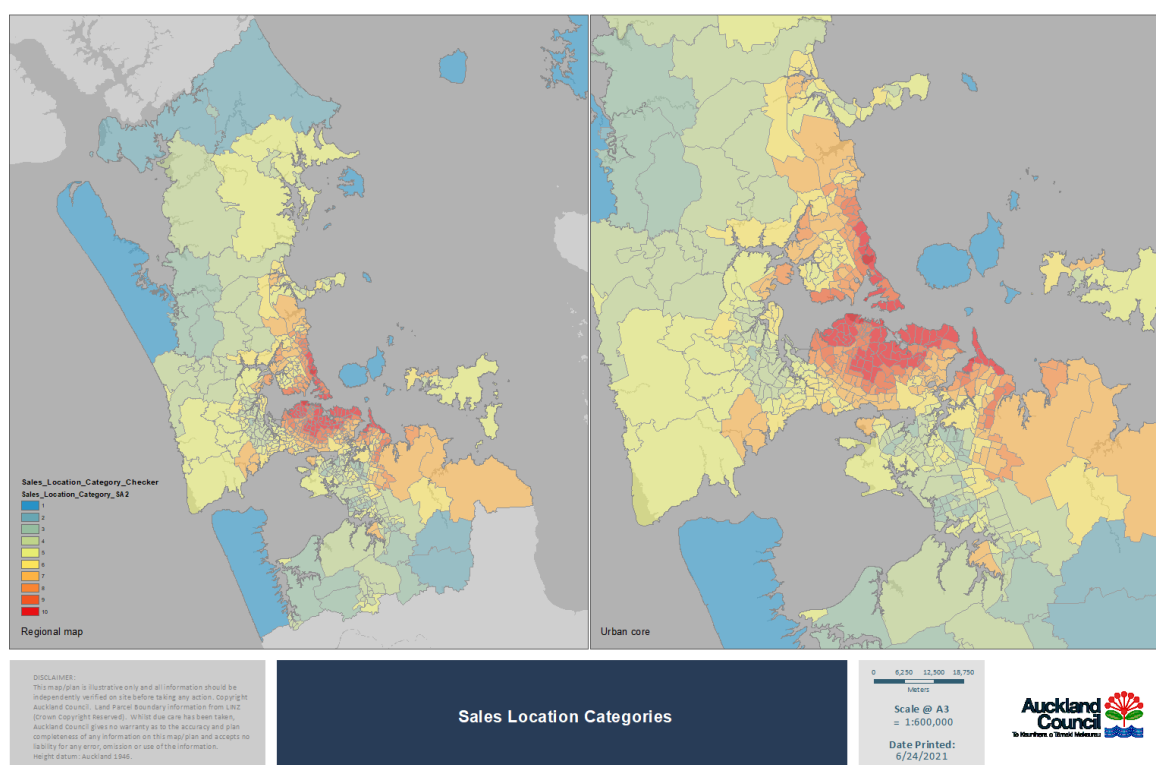 Sales_Location_Category_Checker
Sales_Location_Category_SA2
1
2
3
4
5
6
7
8
9
10
Regional map
Urban core
DISCLAIMER:
This map/plan is illustrative only and all information should be
independently verified on site before taking any action. Copyright
Auckland Council. Land Parcel Boundary information from LINZ
(Crown Copyright Reserved). Whilst due care has been taken,
Auckland Council gives no warranty as to the accuracy and plan
completeness of any information on this map/plan and accepts no
liability for any error, omission or use of the information.
Height datum: Auckland 1946.
Sales Location Categories
0 6,250 12,500 18,750
Meters
Scale @ A3
= 1:600,000
Date Printed:
6/24/2021
Auckland
Council
Te Kaunihera o Tāmaki Makaurau